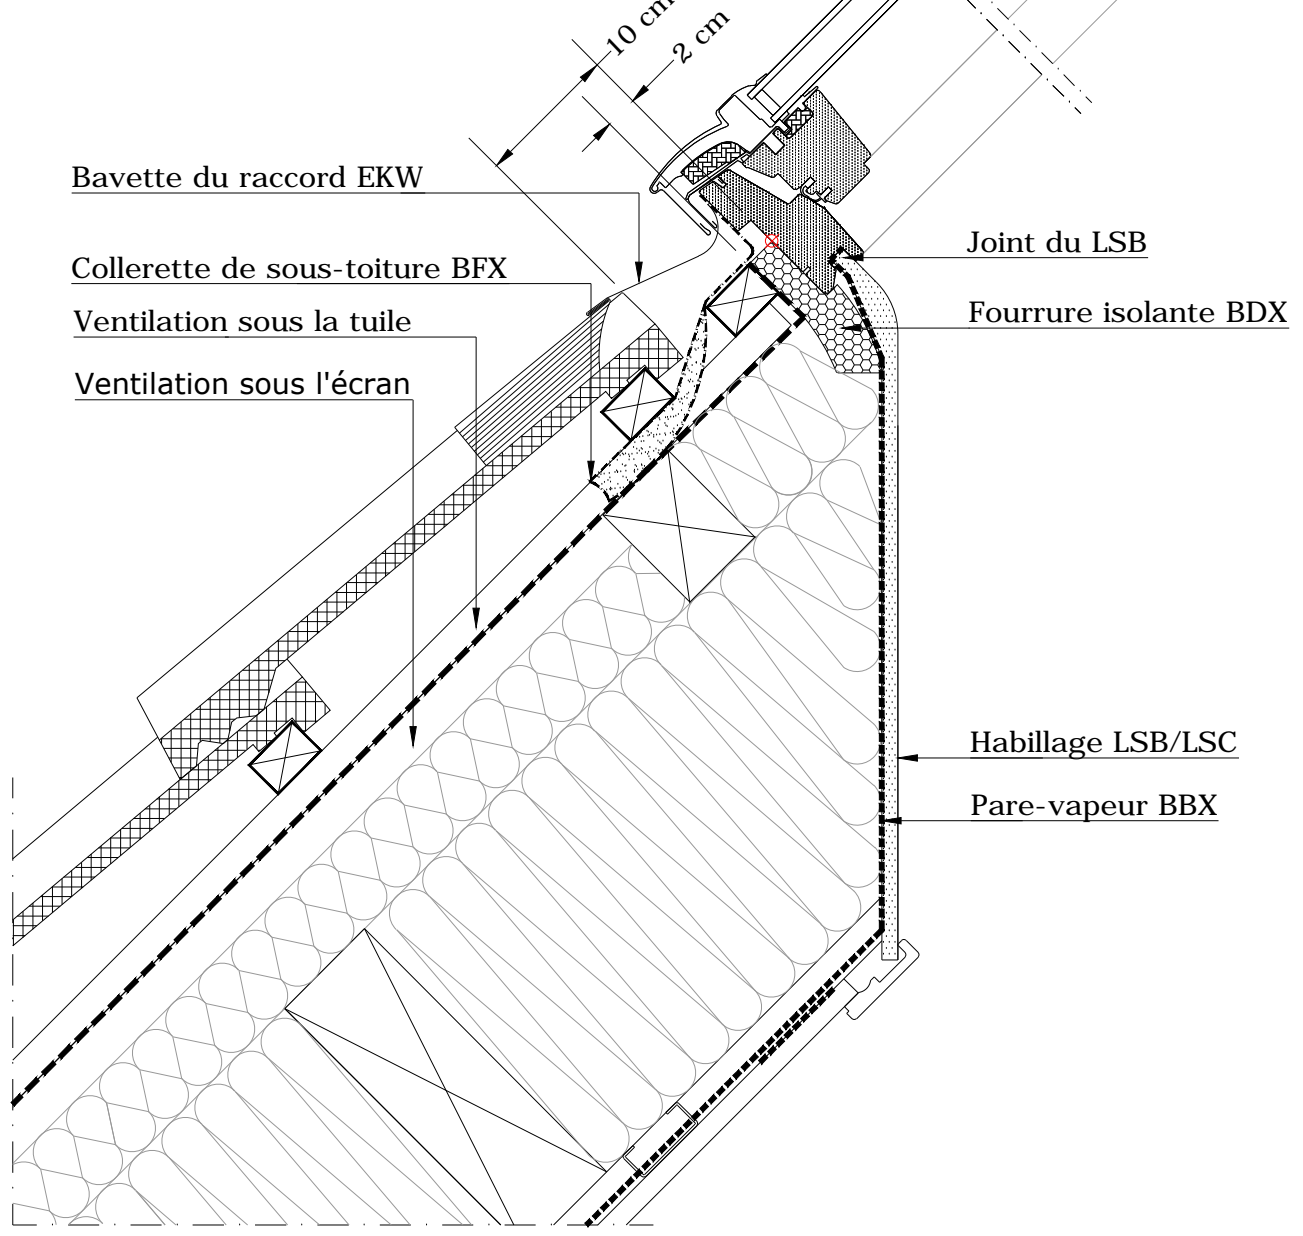 10 cm
2 cm
Bavette du raccord EKW
Collerette de sous-toiture BFX
Ventilation sous la tuile
Ventilation sous l'écran
Joint du LSB
Fourrure isolante BDX
Habillage LSB/LSC
Pare-vapeur BBX